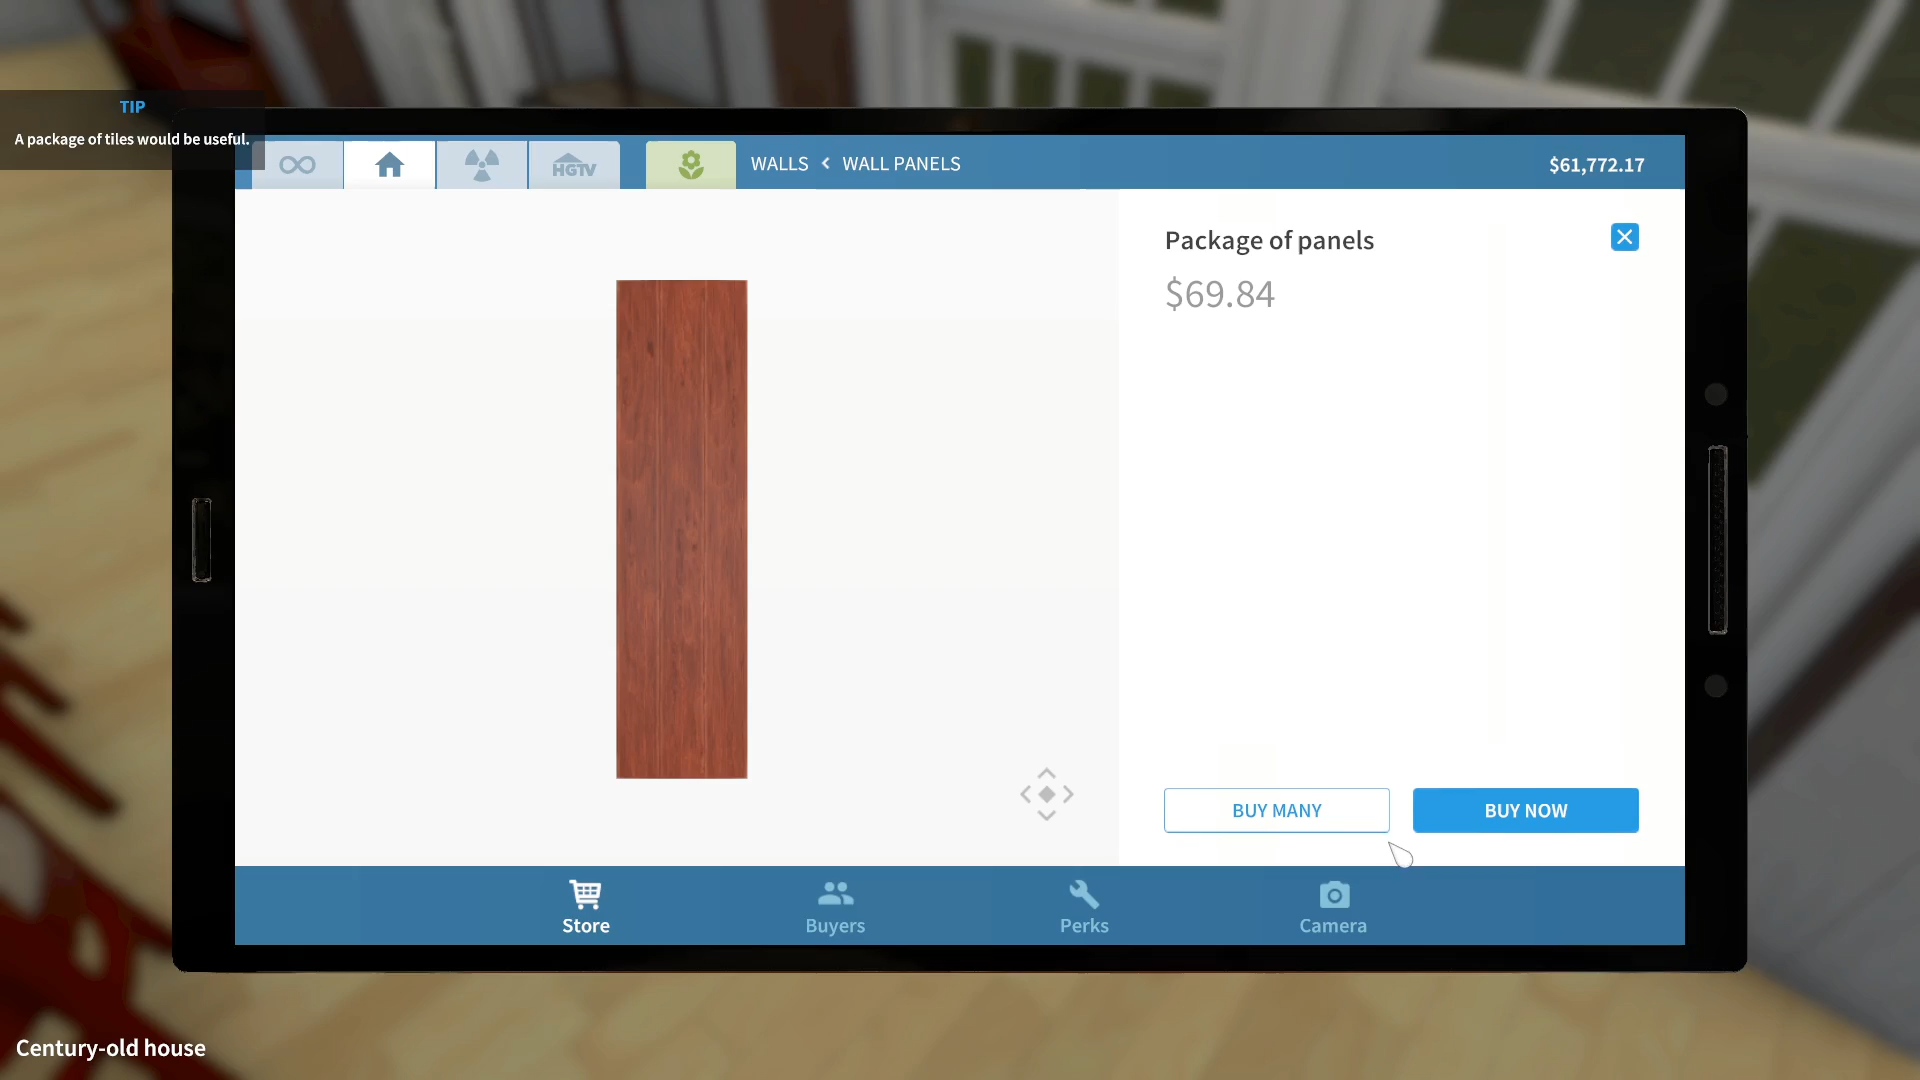 TIP
A package of tiles would be useful.
HGTV
WALLS < WALL PANELS
$61,772.17
Package of panels
$69.84
BUY MANY
BUY NOW
Store
Buyers
Perks
Camera
Century-old house